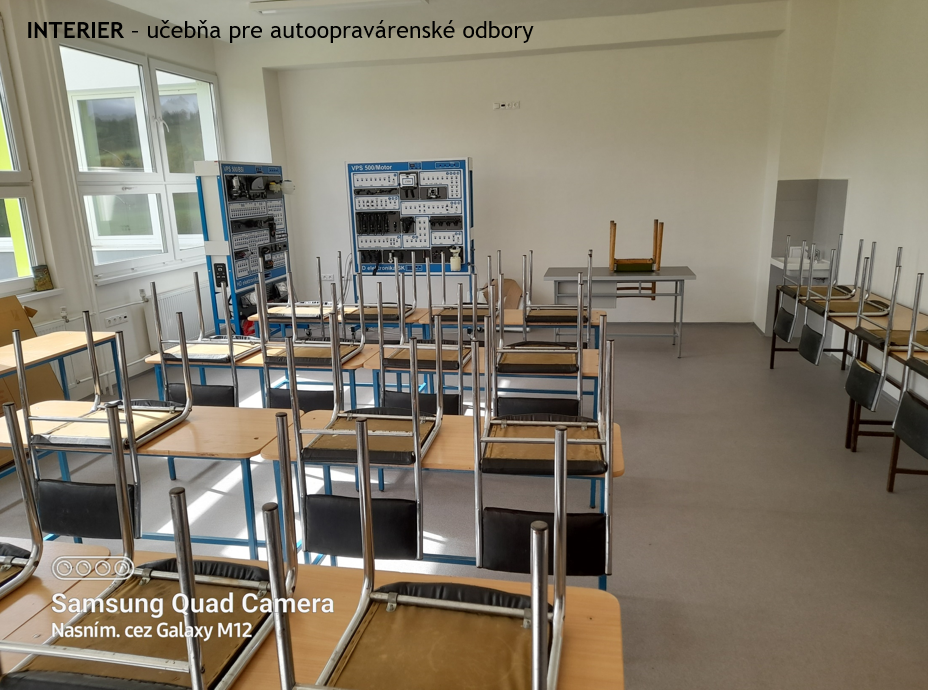 INTERIER – učebňa pre autoopravárenské odbory
VPS 500/Motor
Samsung Quad Camera
Nasním. cez Galaxy M12